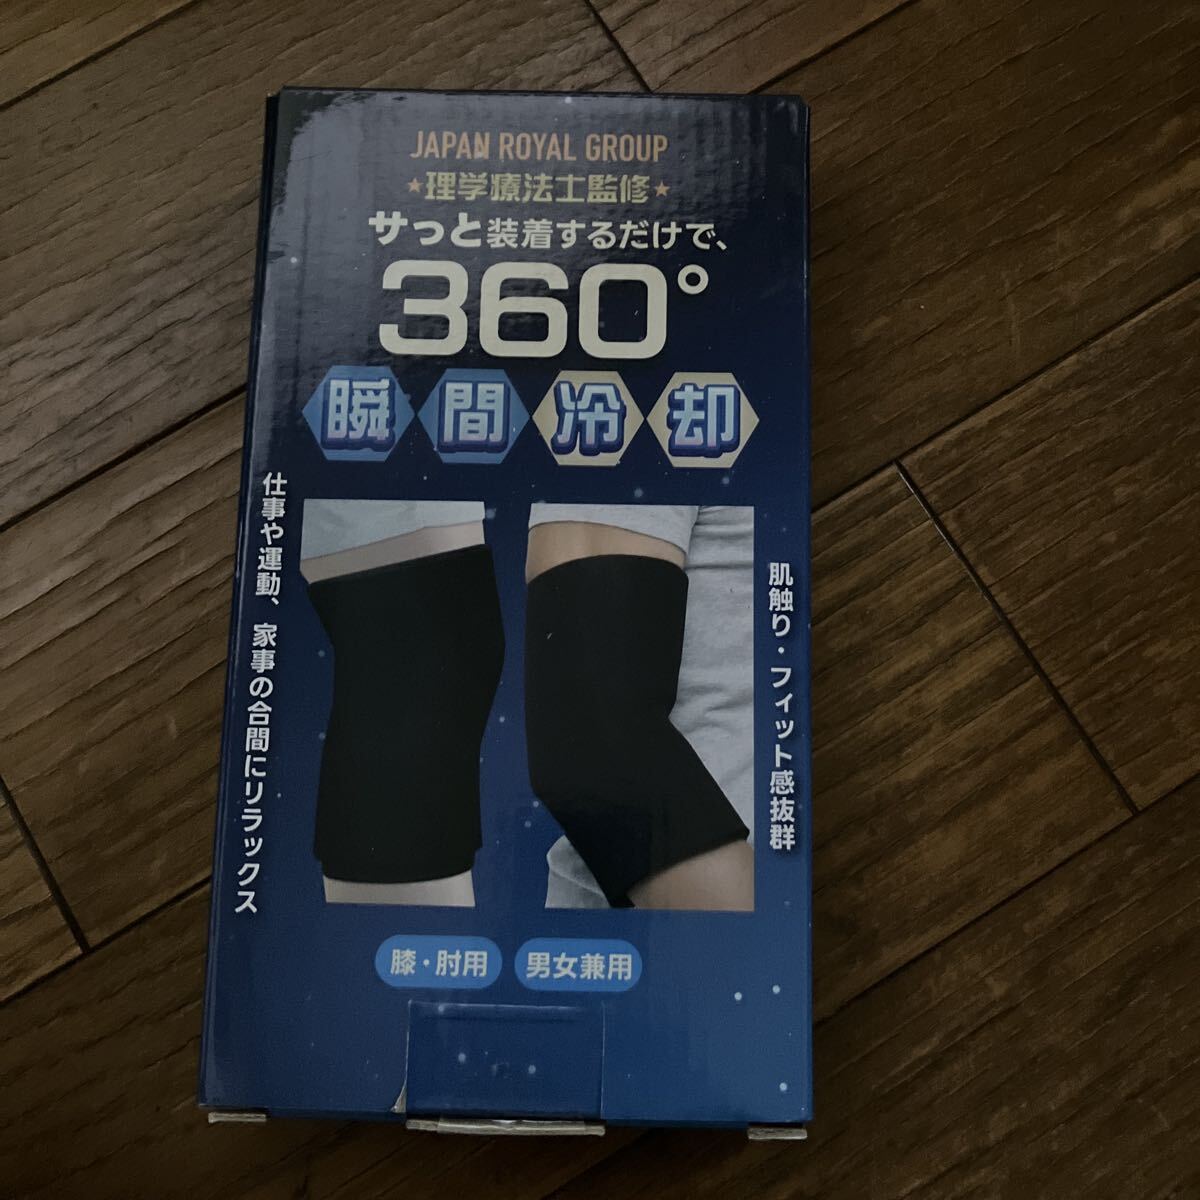 JAPAN ROYAL GROUP
★理学療法士監修★
サっと装着するだけで、
360°
瞬間冷却
仕事や運動、家事の合間にリラックス
肌触り・フィット感抜群
膝・肘用
男女兼用